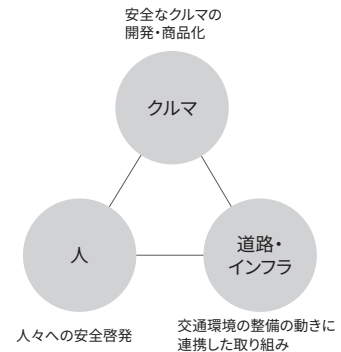 安全なクルマの
開発・商品化
クルマ
人
道路・
インフラ
人々への安全啓発
交通環境の整備の動きに
連携した取り組み